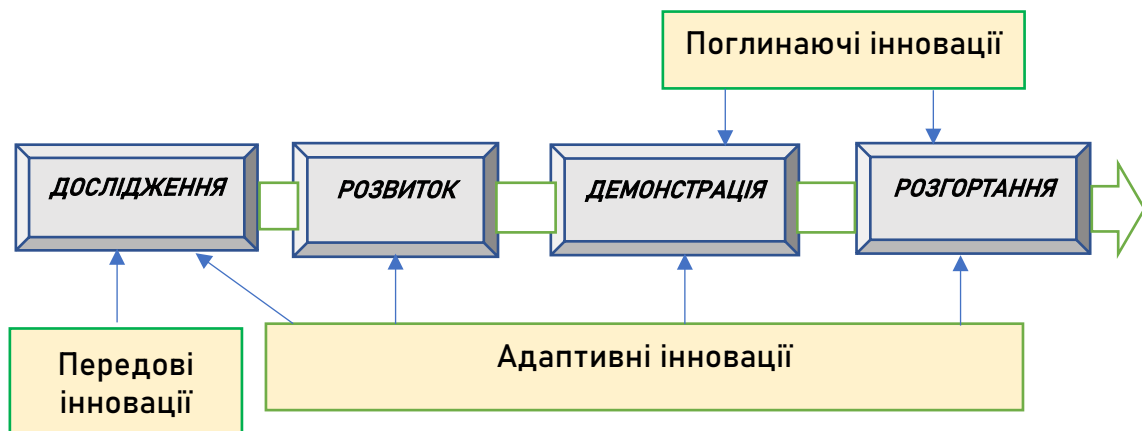 Поглинаючі інновації
ДОСЛІДЖЕННЯ
РОЗВИТОК
ДЕМОНСТРАЦІЯ
РОЗГОРТАННЯ
Передові
інновації
Адаптивні інновації